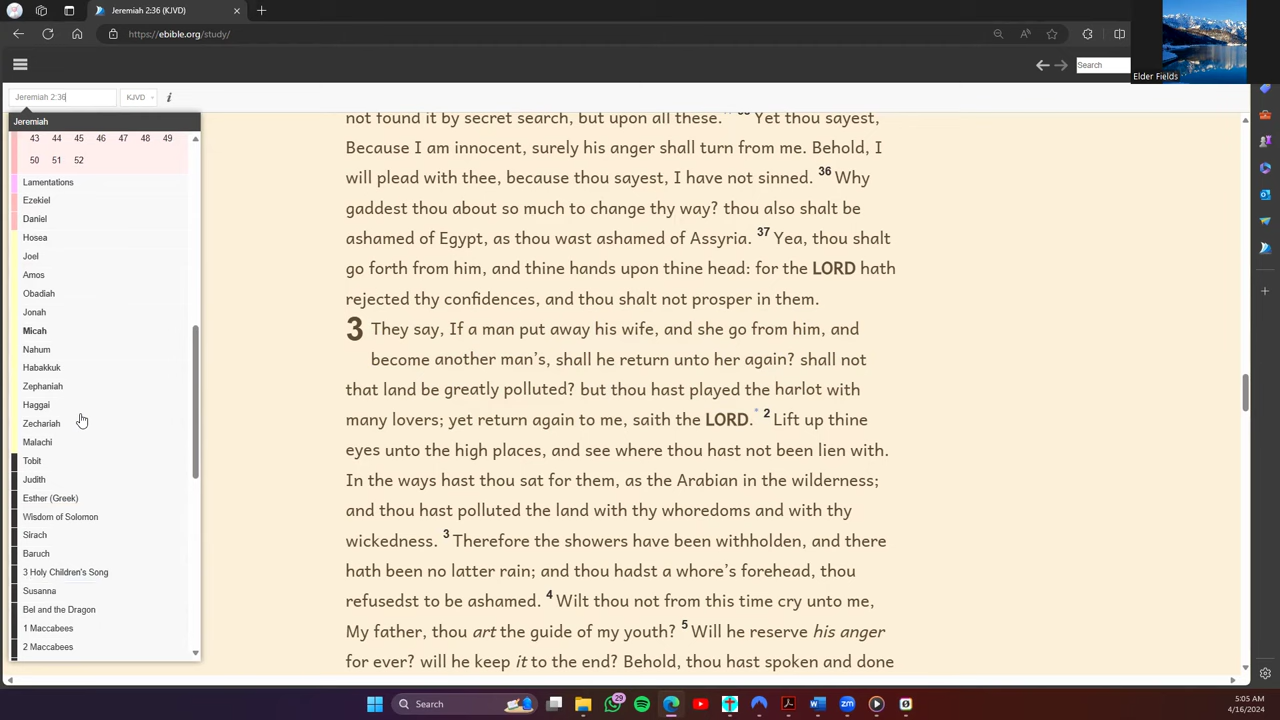 Jeremiah 2:36 (KJVD)
https://ebible.org/study/
Elder Fields
Search
Jeremiah 2:36
KJVD
i
Jeremiah
43 44 45 46 47 48 49
50 51 52
Lamentations
Ezekiel
Daniel
Hosea
Joel
Amos
Obadiah
Jonah
Micah
Nahum
Habakkuk
Zephaniah
Haggai
Zechariah
Malachi
Tobit
Judith
Esther (Greek)
Wisdom of Solomon
Sirach
Baruch
3 Holy Children's Song
Susanna
Bel and the Dragon
1 Maccabees
2 Maccabees
not found it by secret search, but upon all these. 35 Yet thou sayest,
Because I am innocent, surely his anger shall turn from me. Behold, I
will plead with thee, because thou sayest, I have not sinned. 36 Why
gaddest thou about so much to change thy way? thou also shalt be
ashamed of Egypt, as thou wast ashamed of Assyria. 37 Yea, thou shalt
go forth from him, and thine hands upon thine head: for the LORD hath
rejected thy confidences, and thou shalt not prosper in them.
3 They say, If a man put away his wife, and she go from him, and
become another man’s, shall he return unto her again? shall not
that land be greatly polluted? but thou hast played the harlot with
many lovers; yet return again to me, saith the LORD.* 2 Lift up thine
eyes unto the high places, and see where thou hast not been lien with.
In the ways hast thou sat for them, as the Arabian in the wilderness;
and thou hast polluted the land with thy whoredoms and with thy
wickedness. 3 Therefore the showers have been withholden, and there
hath been no latter rain; and thou hadst a whore’s forehead, thou
refusedst to be ashamed. 4 Wilt thou not from this time cry unto me,
My father, thou art the guide of my youth? 5 Will he reserve his anger
for ever? will he keep it to the end? Behold, thou hast spoken and done
Search
29
5:05 AM
4/16/2024